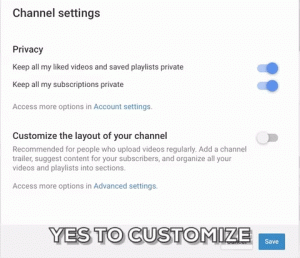 Channel settings
Privacy
Keep all my liked videos and saved playlists private
Keep all my subscriptions private
Access more options in Account settings.
Customize the layout of your channel
Recommended for people who upload videos regularly. Add a channel
trailer, suggest content for your subscribers, and organize all your
videos and playlists into sections.
Access more options in Advanced settings.
YES TO CUSTOMIZE
Save